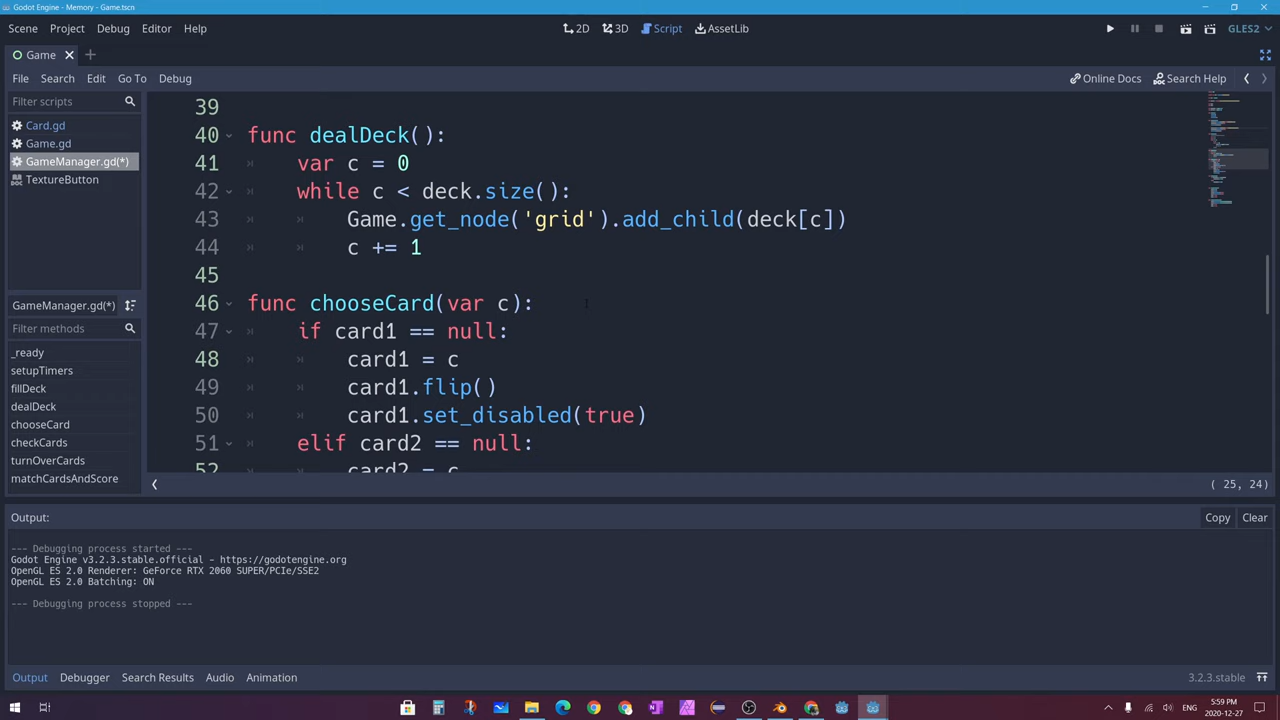 Godot Engine - Memory - Game.tscn
Scene Project Debug Editor Help
2D 3D Script AssetLib
GLES2
Game
File Search Edit Go To Debug
Online Docs Search Help
Filter scripts
Card.gd
Game.gd
GameManager.gd(*)
TextureButton
GameManager.gd(*)
Filter methods
_ready
setupTimers
fillDeck
dealDeck
chooseCard
checkCards
turnOverCards
matchCardsAndScore
39
40 func dealDeck():
41 var c = 0
42 while c < deck.size():
43 Game.get_node('grid').add_child(deck[c])
44 c += 1
45
46 func chooseCard(var c):
47 if card1 == null:
48 card1 = c
49 card1.flip()
50 card1.set_disabled(true)
51 elif card2 == null:
52 card2 = c
( 25, 24)
Output:
Copy Clear
--- Debugging process started ---
Godot Engine v3.2.3.stable.official - https://godotengine.org
OpenGL ES 2.0 Renderer: GeForce RTX 2060 SUPER/PCIe/SSE2
OpenGL ES 2.0 Batching: ON
--- Debugging process stopped ---
Output Debugger Search Results Audio Animation
3.2.3.stable
ENG
5:59 PM
2020-12-27